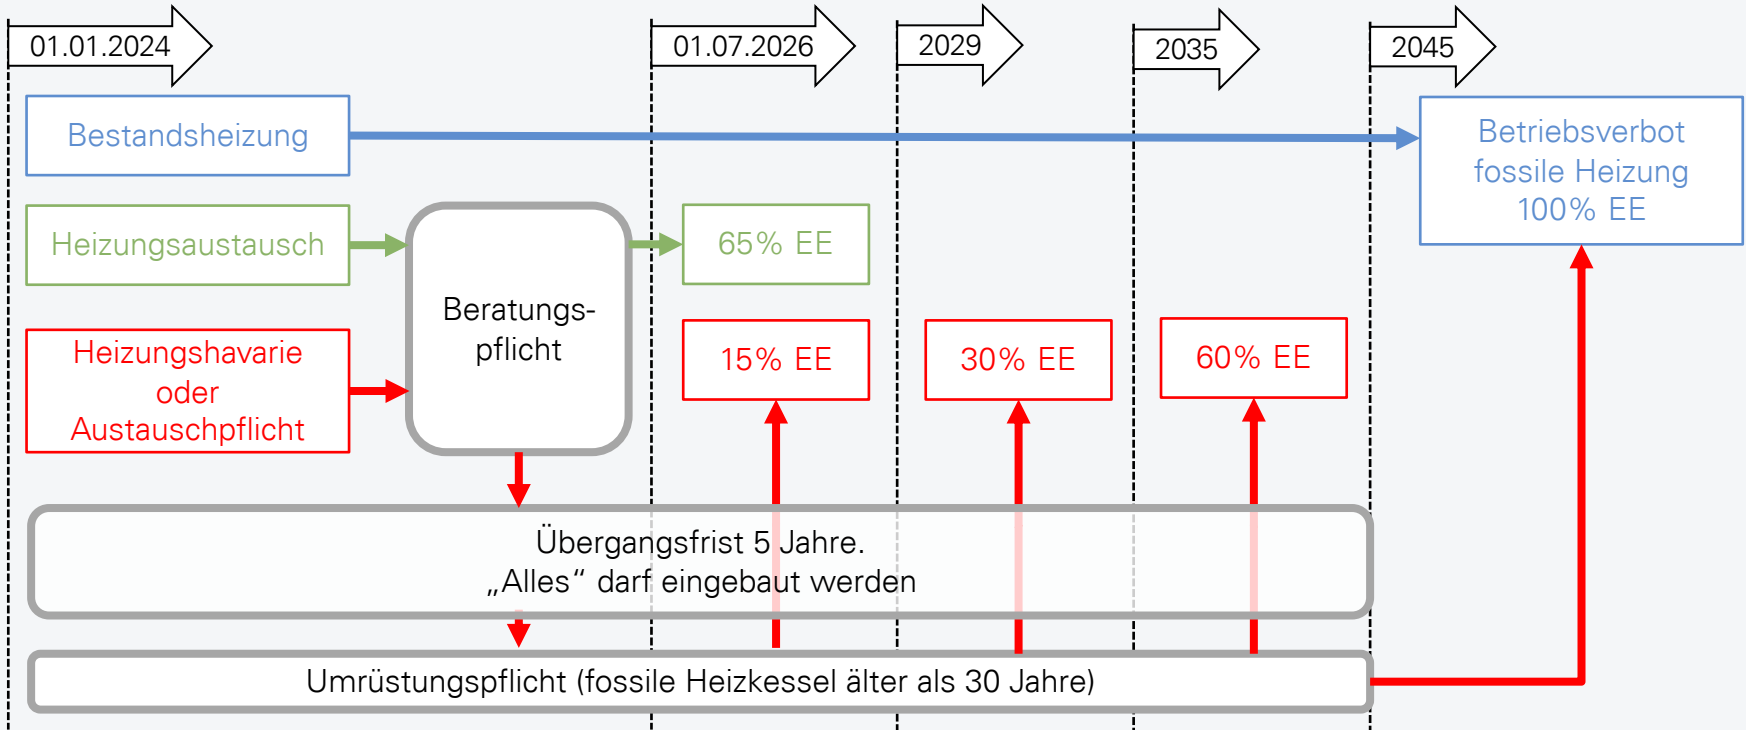 01.01.2024
01.07.2026
2029
2035
2045
Bestandsheizung
Betriebsverbot
fossile Heizung
100% EE
Heizungsaustausch
65% EE
Beratungs-
pflicht
Heizungshavarie
oder
Austauschpflicht
15% EE
30% EE
60% EE
Übergangsfrist 5 Jahre.
„Alles“ darf eingebaut werden
Umrüstungspflicht (fossile Heizkessel älter als 30 Jahre)